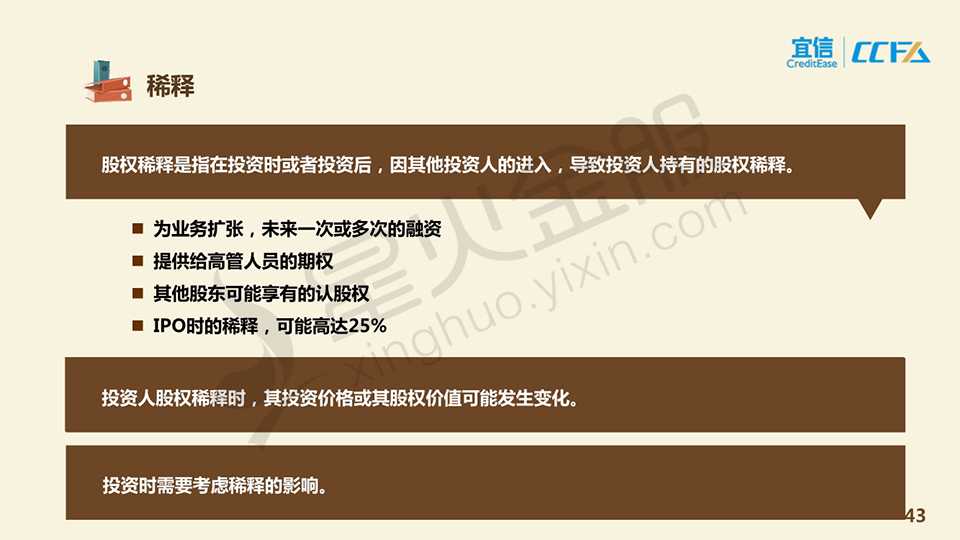 宜信
CreditEase
CCFA
稀释
股权稀释是指在投资时或者投资后，因其他投资人的进入，导致投资人持有的股权稀释。
■ 为业务扩张，未来一次或多次的融资
■ 提供给高管人员的期权
■ 其他股东可能享有的认股权
■ IPO时的稀释，可能高达25%
投资人股权稀释时，其投资价格或其股权价值可能发生变化。
投资时需要考虑稀释的影响。
43
星火金服
xinghuo.yixin.com